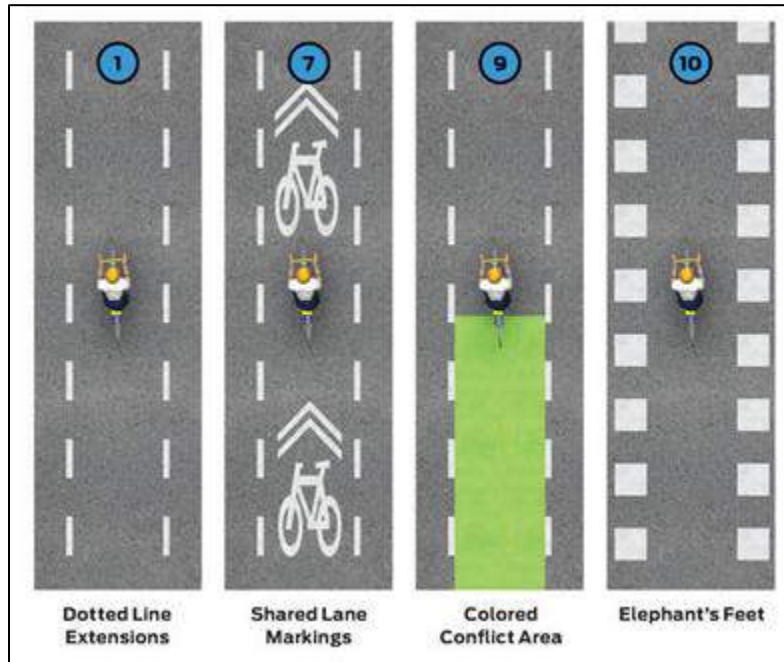 1
7
9
10
Dotted Line
Extensions
Shared Lane
Markings
Colored
Conflict Area
Elephant's Feet